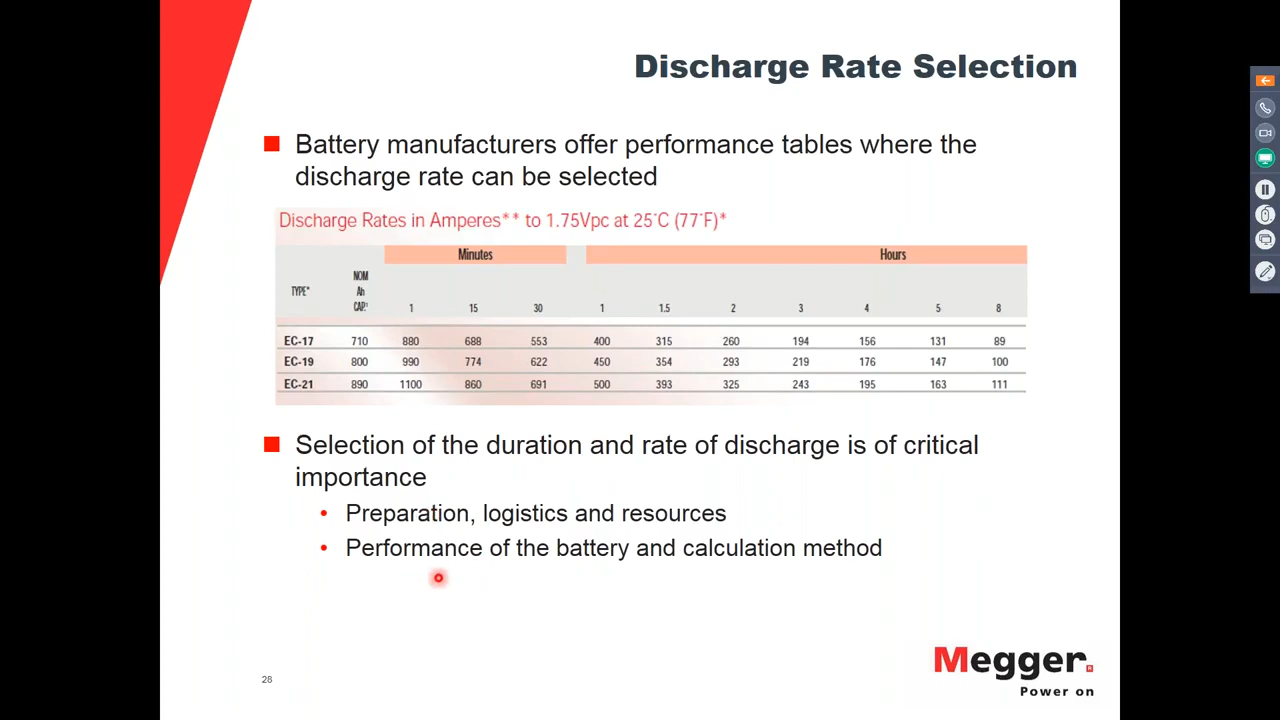 Discharge Rate Selection
Battery manufacturers offer performance tables where the
discharge rate can be selected
Discharge Rates in Amperes** to 1.75Vpc at 25°C (77°F)*
Minutes Hours
TYPE* NOM Ah CAP.† 1 15 30 1 1.5 2 3 4 5 8
EC-17 710 880 688 553 400 315 260 194 156 131 89
EC-19 800 990 774 622 450 354 293 219 176 147 100
EC-21 890 1100 860 691 500 393 325 243 195 163 111
Selection of the duration and rate of discharge is of critical
importance
• Preparation, logistics and resources
• Performance of the battery and calculation method
28
Megger.
Power on